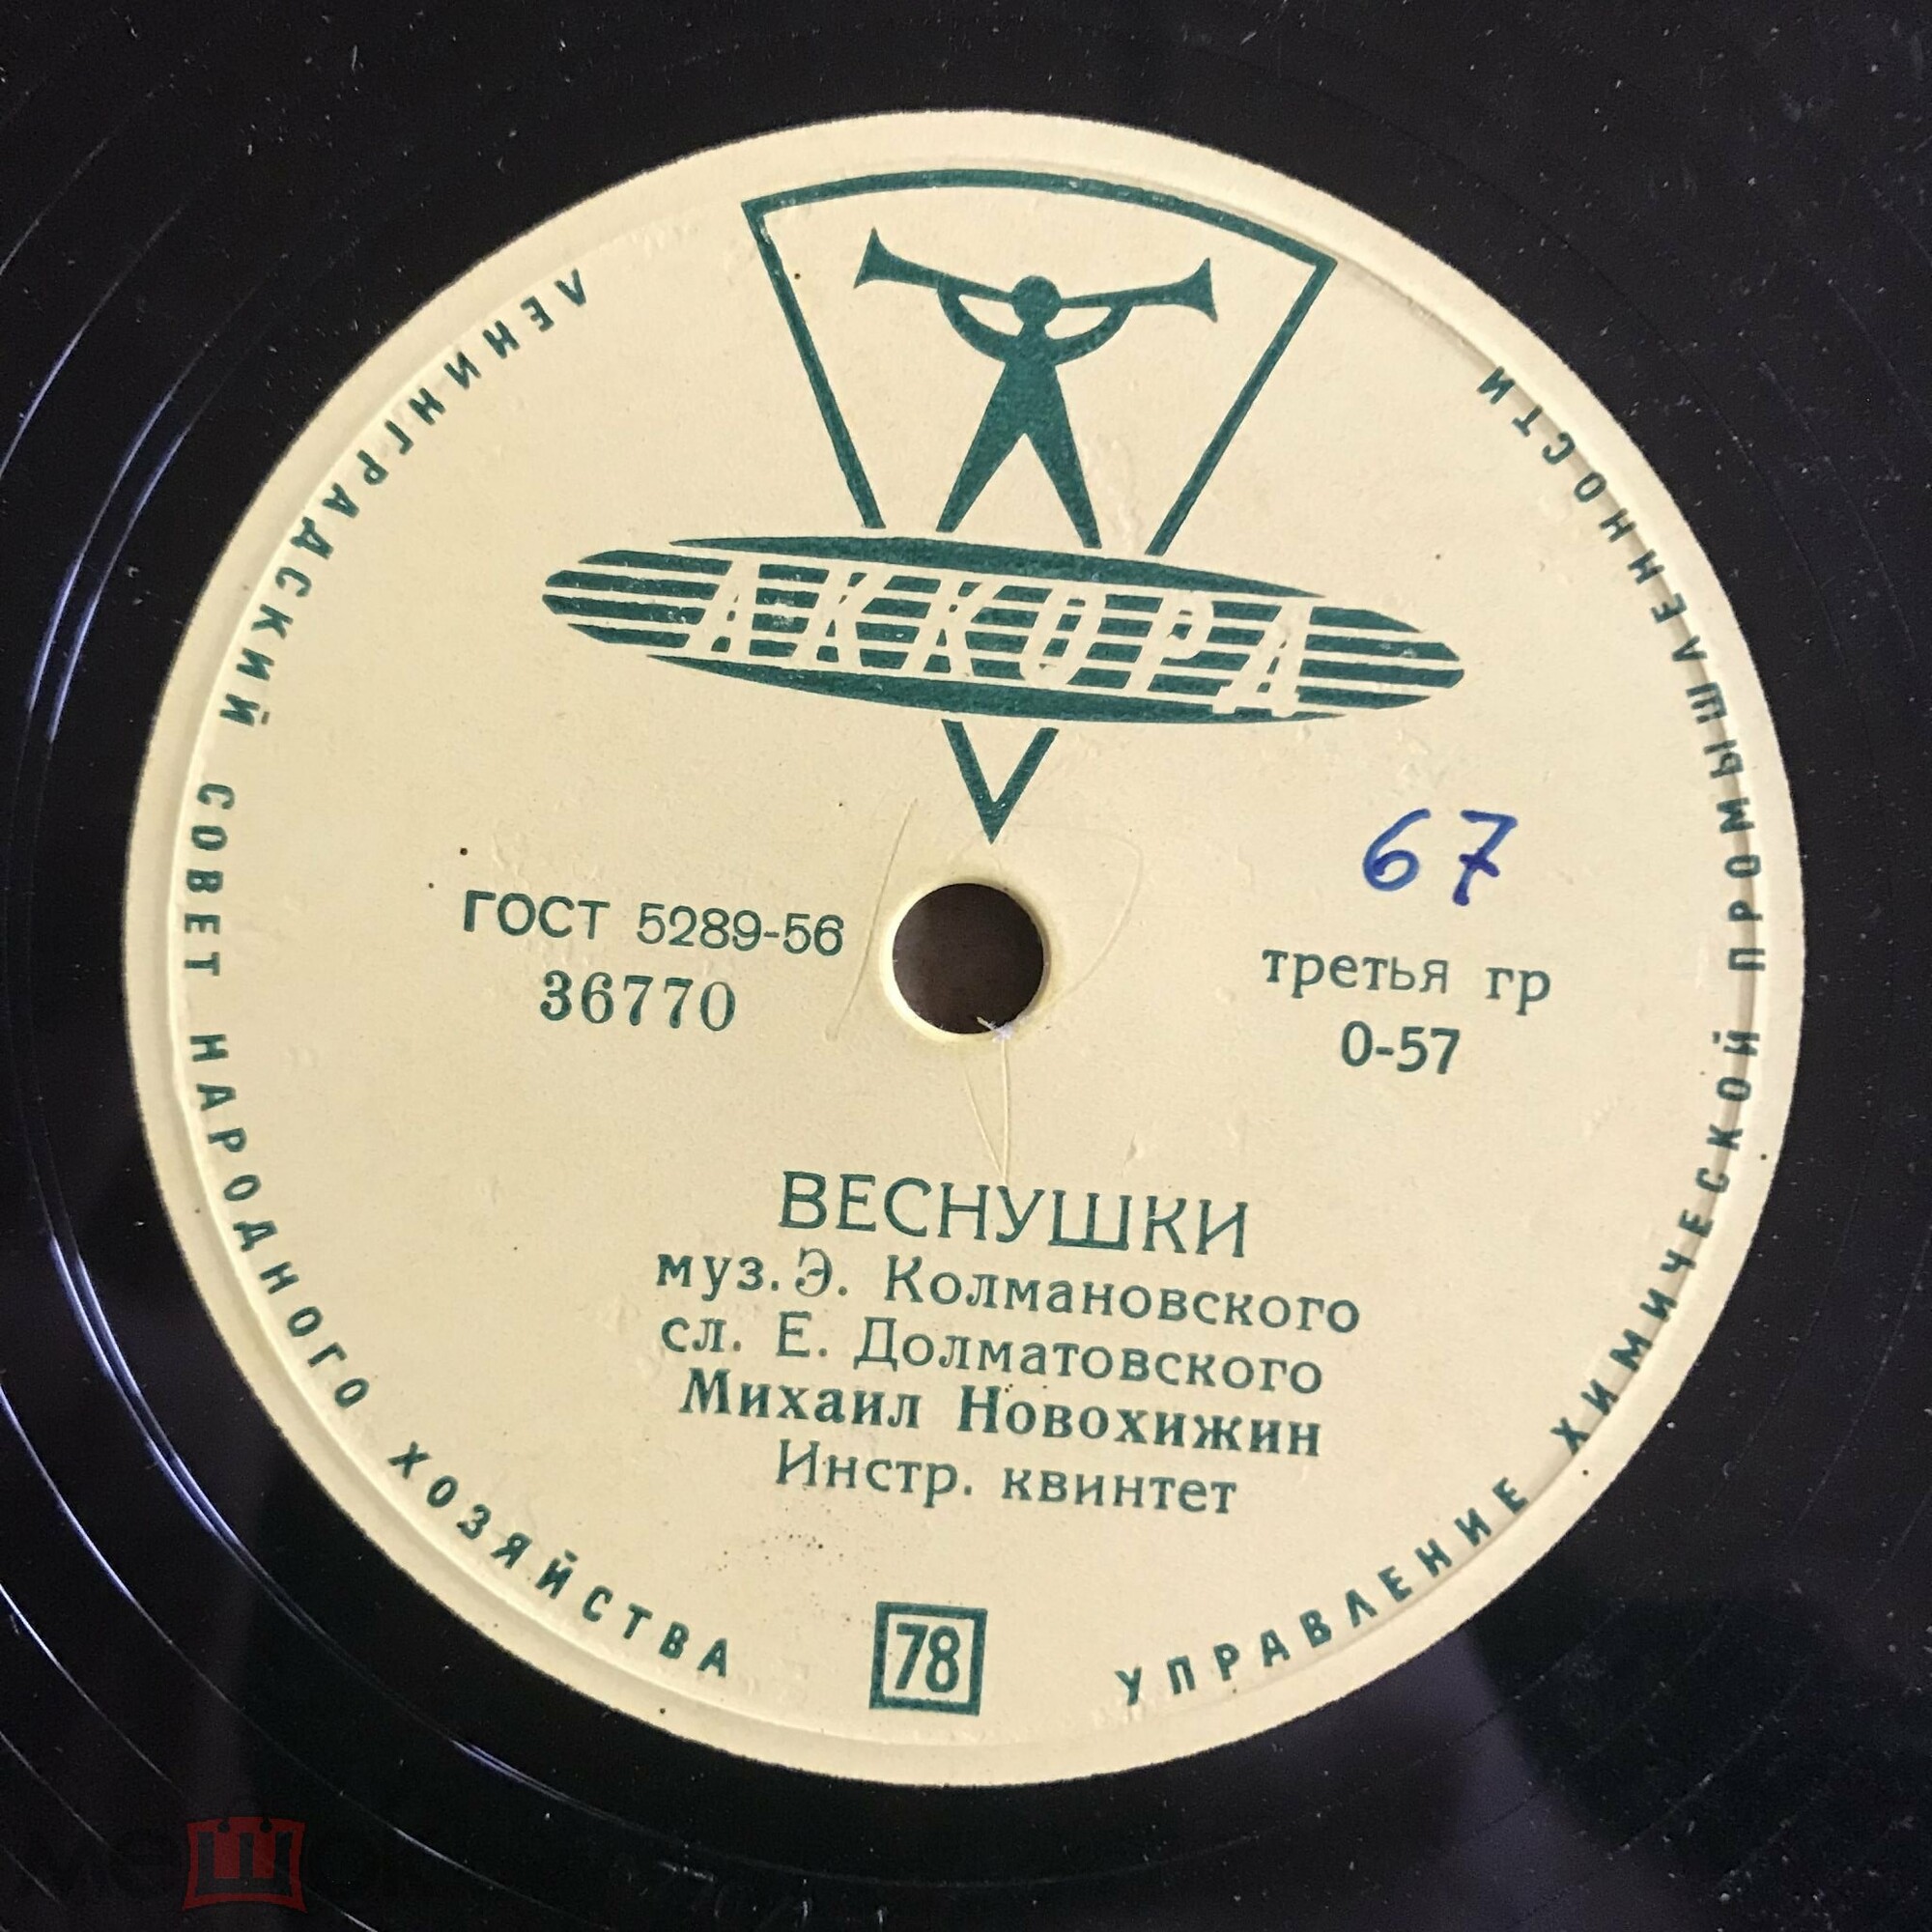 АККОРД
ЛЕНИНГРАДСКИЙ СОВЕТ НАРОДНОГО ХОЗЯЙСТВА
УПРАВЛЕНИЕ ХИМИЧЕСКОЙ ПРОМЫШЛЕННОСТИ
67
ГОСТ 5289-56
36770
третья гр
0-57
ВЕСНУШКИ
муз. Э. Колмановского
сл. Е. Долматовского
Михаил Новохижин
Инстр. квинтет
78
мешок